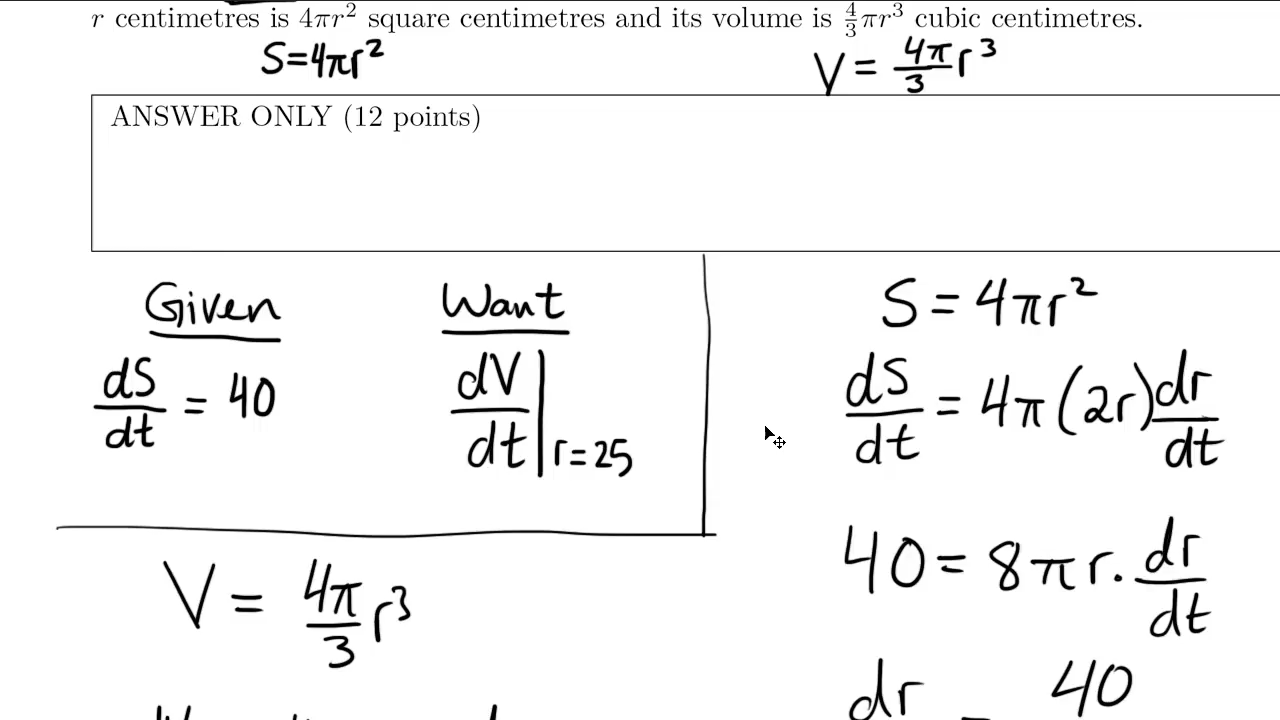 r centimetres is 4πr² square centimetres and its volume is 4/3 πr³ cubic centimetres.
S=4πr²
V = 4π/3 r³
ANSWER ONLY (12 points)
Given
dS/dt = 40
Want
dV/dt | r=25
V = 4π/3 r³
S = 4πr²
dS/dt = 4π(2r) dr/dt
40 = 8πr · dr/dt
dr
40